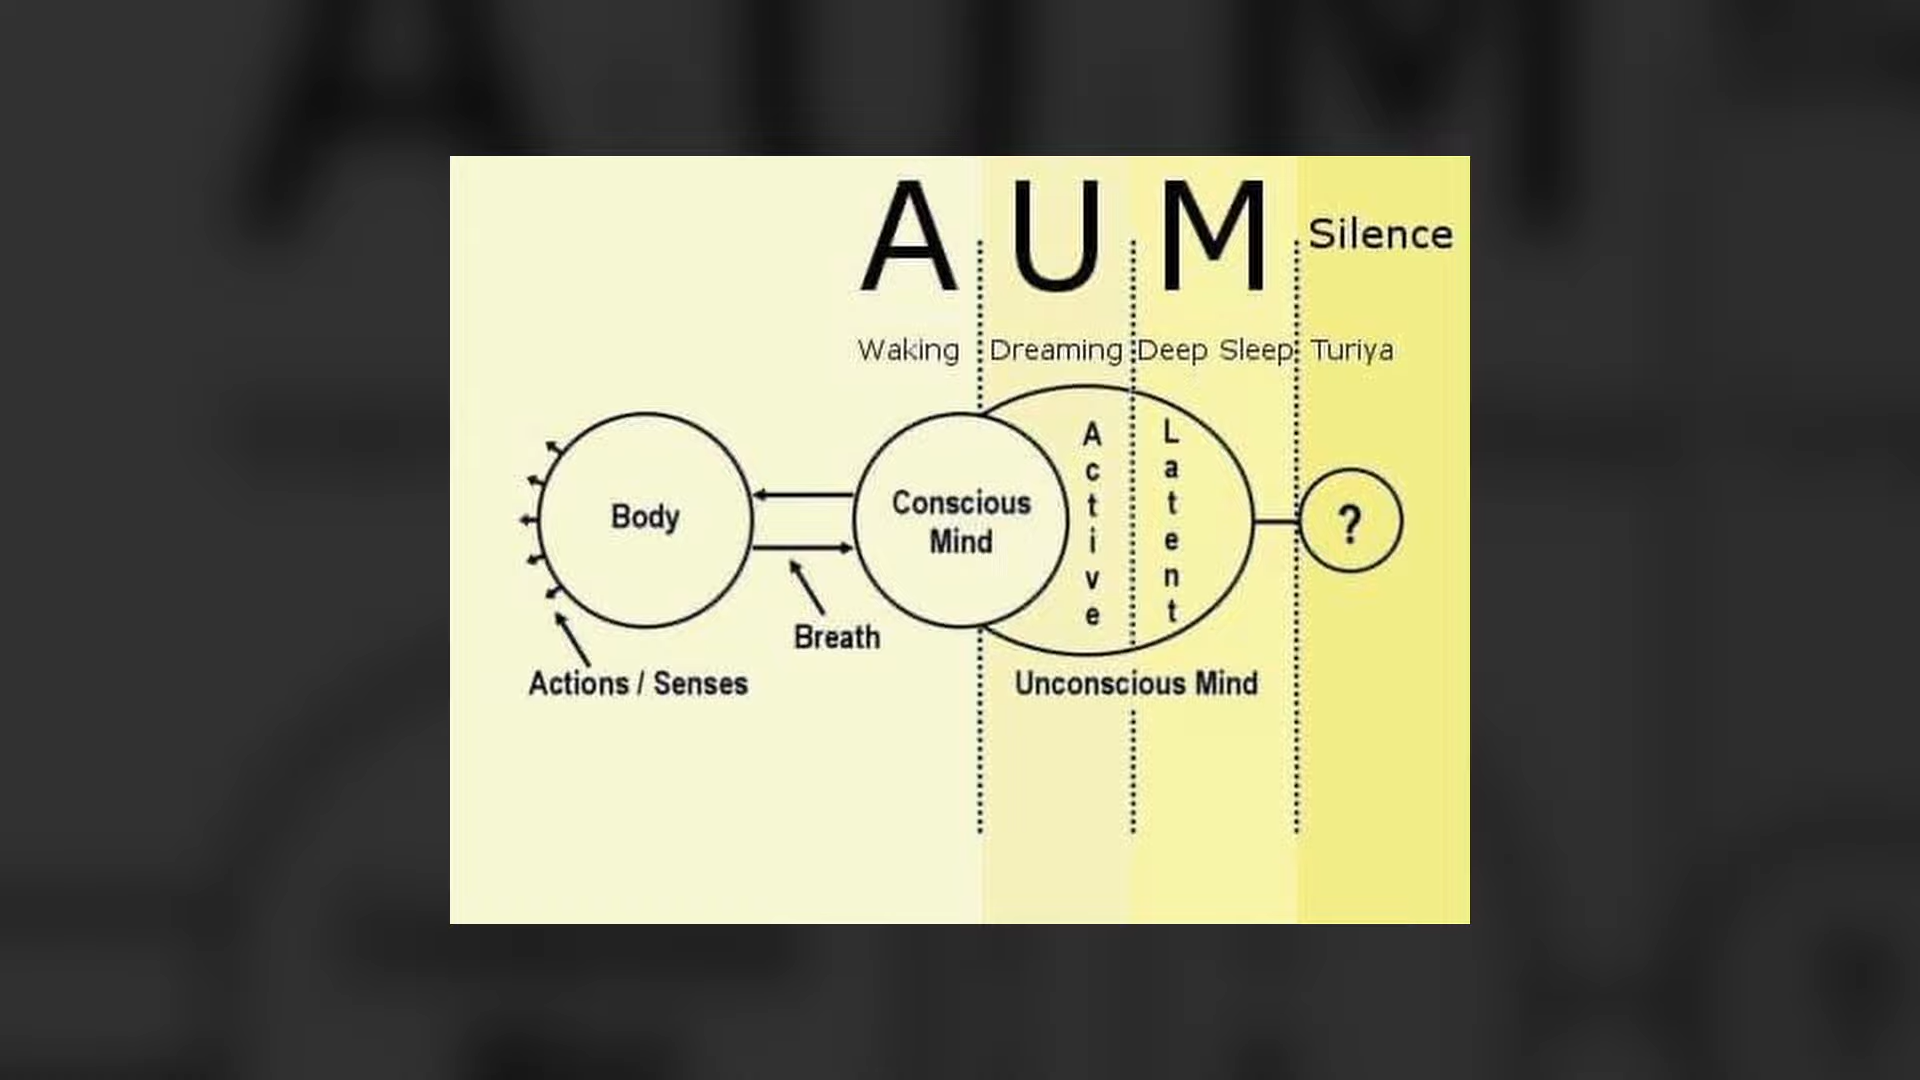 A U M Silence
Waking Dreaming Deep Sleep Turiya
Body
Conscious
Mind
Active
Latent
?
Breath
Actions / Senses
Unconscious Mind